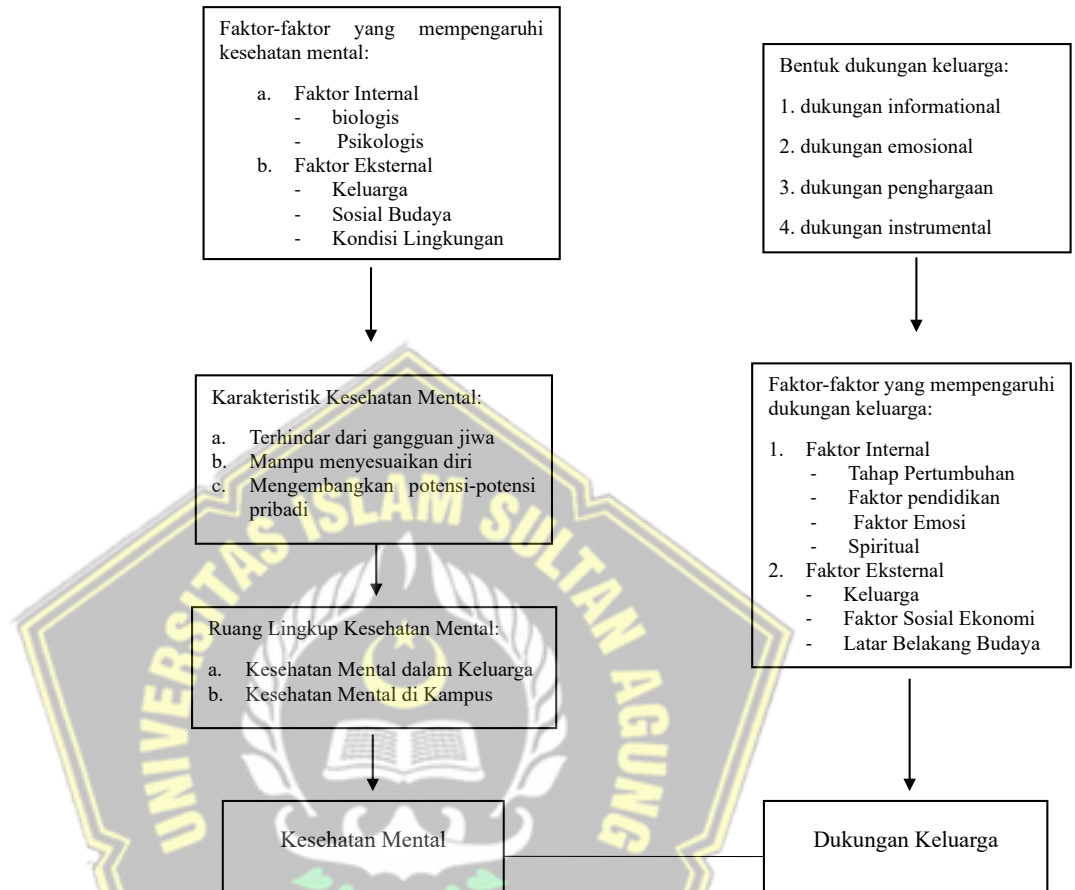 Faktor-faktor yang mempengaruhi
kesehatan mental:
a. Faktor Internal
- biologis
- Psikologis
b. Faktor Eksternal
- Keluarga
- Sosial Budaya
- Kondisi Lingkungan
Karakteristik Kesehatan Mental:
a. Terhindar dari gangguan jiwa
b. Mampu menyesuaikan diri
c. Mengembangkan potensi-potensi
pribadi
Ruang Lingkup Kesehatan Mental:
a. Kesehatan Mental dalam Keluarga
b. Kesehatan Mental di Kampus
Kesehatan Mental
Bentuk dukungan keluarga:
1. dukungan informational
2. dukungan emosional
3. dukungan penghargaan
4. dukungan instrumental
Faktor-faktor yang mempengaruhi
dukungan keluarga:
1. Faktor Internal
- Tahap Pertumbuhan
- Faktor pendidikan
- Faktor Emosi
- Spiritual
2. Faktor Eksternal
- Keluarga
- Faktor Sosial Ekonomi
- Latar Belakang Budaya
Dukungan Keluarga
UNIVERSITAS ISLAM SULTAN AGUNG